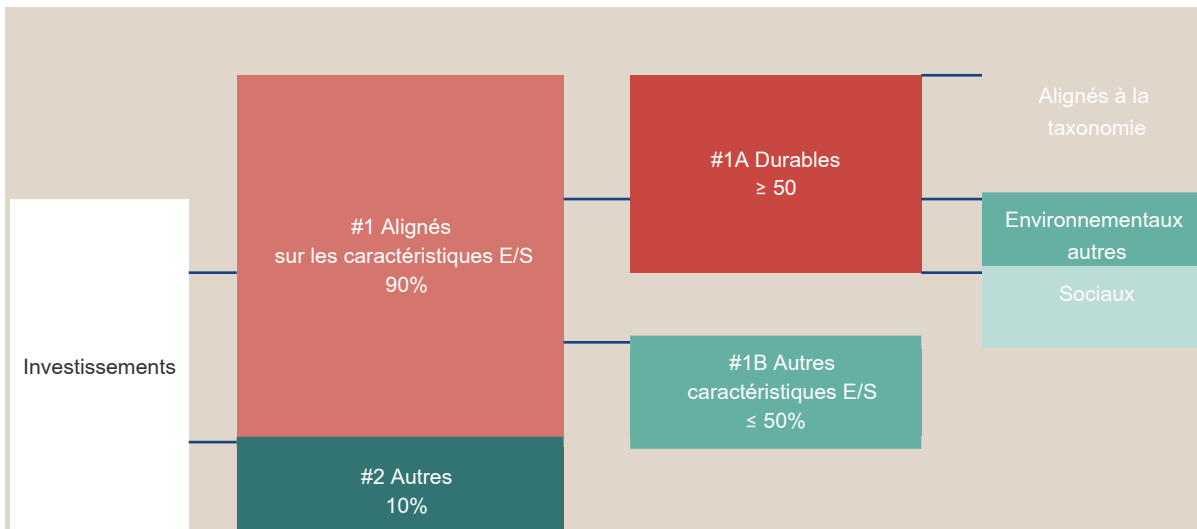 Investissements
#1 Alignés
sur les caractéristiques E/S
90%
#2 Autres
10%
#1A Durables
≥ 50
#1B Autres
caractéristiques E/S
≤ 50%
Alignés à la
taxonomie
Environnementaux
autres
Sociaux